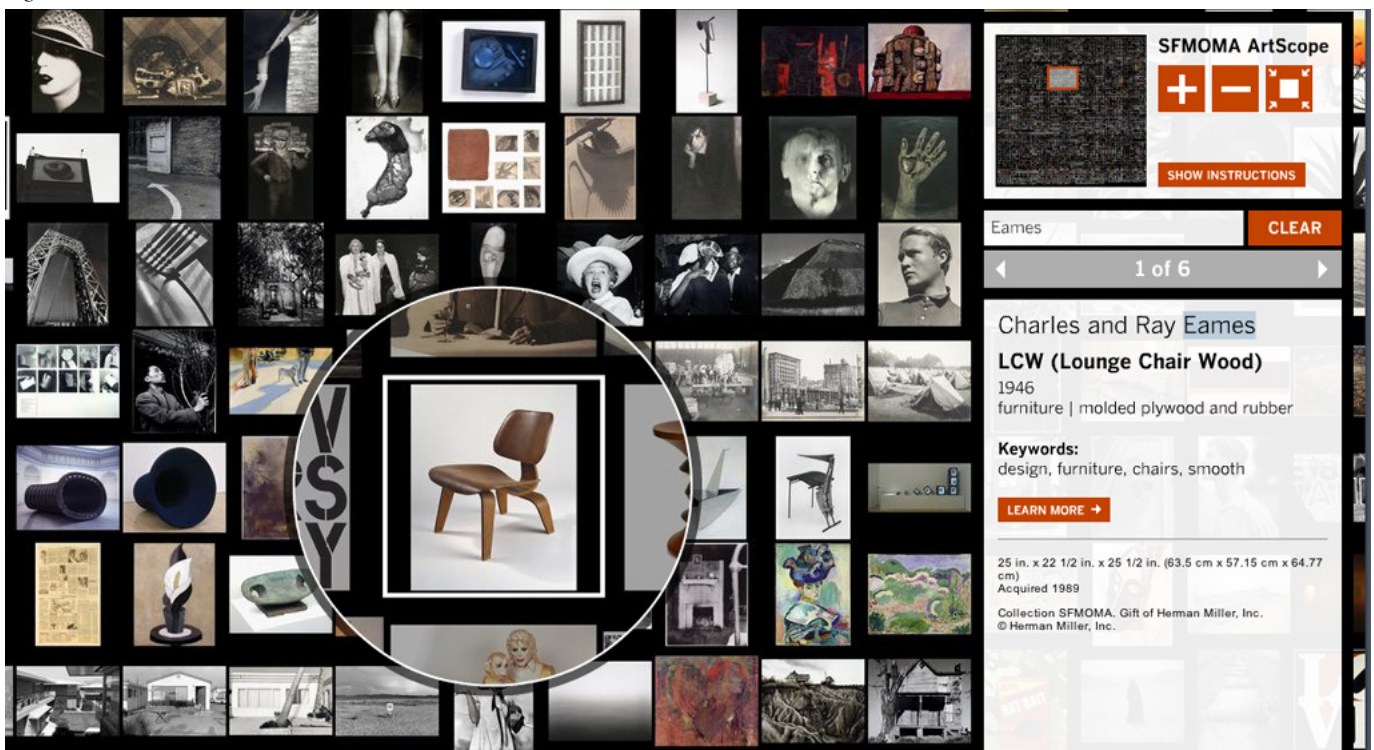 SFMOMA ArtScope
SHOW INSTRUCTIONS
Eames
CLEAR
1 of 6
Charles and Ray Eames
LCW (Lounge Chair Wood)
1946
furniture | molded plywood and rubber
Keywords:
design, furniture, chairs, smooth
LEARN MORE
25 in. x 22 1/2 in. x 25 1/2 in. (63.5 cm x 57.15 cm x 64.77
cm)
Acquired 1989
Collection SFMOMA. Gift of Herman Miller, Inc.
© Herman Miller, Inc.
V
SY
Y